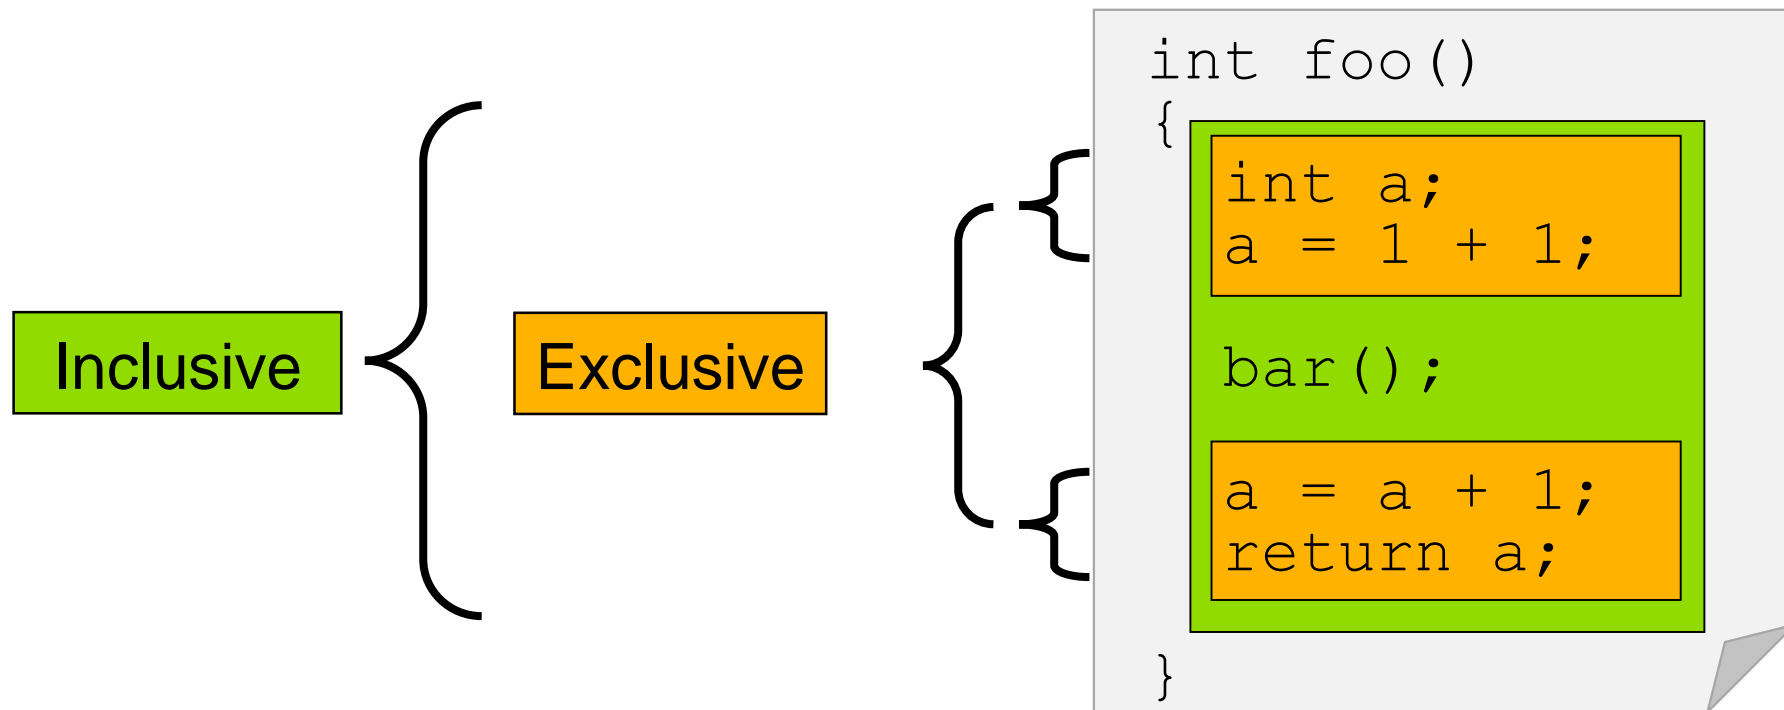 Inclusive
Exclusive
int foo()
{
int a;
a = 1 + 1;
bar();
a = a + 1;
return a;
}